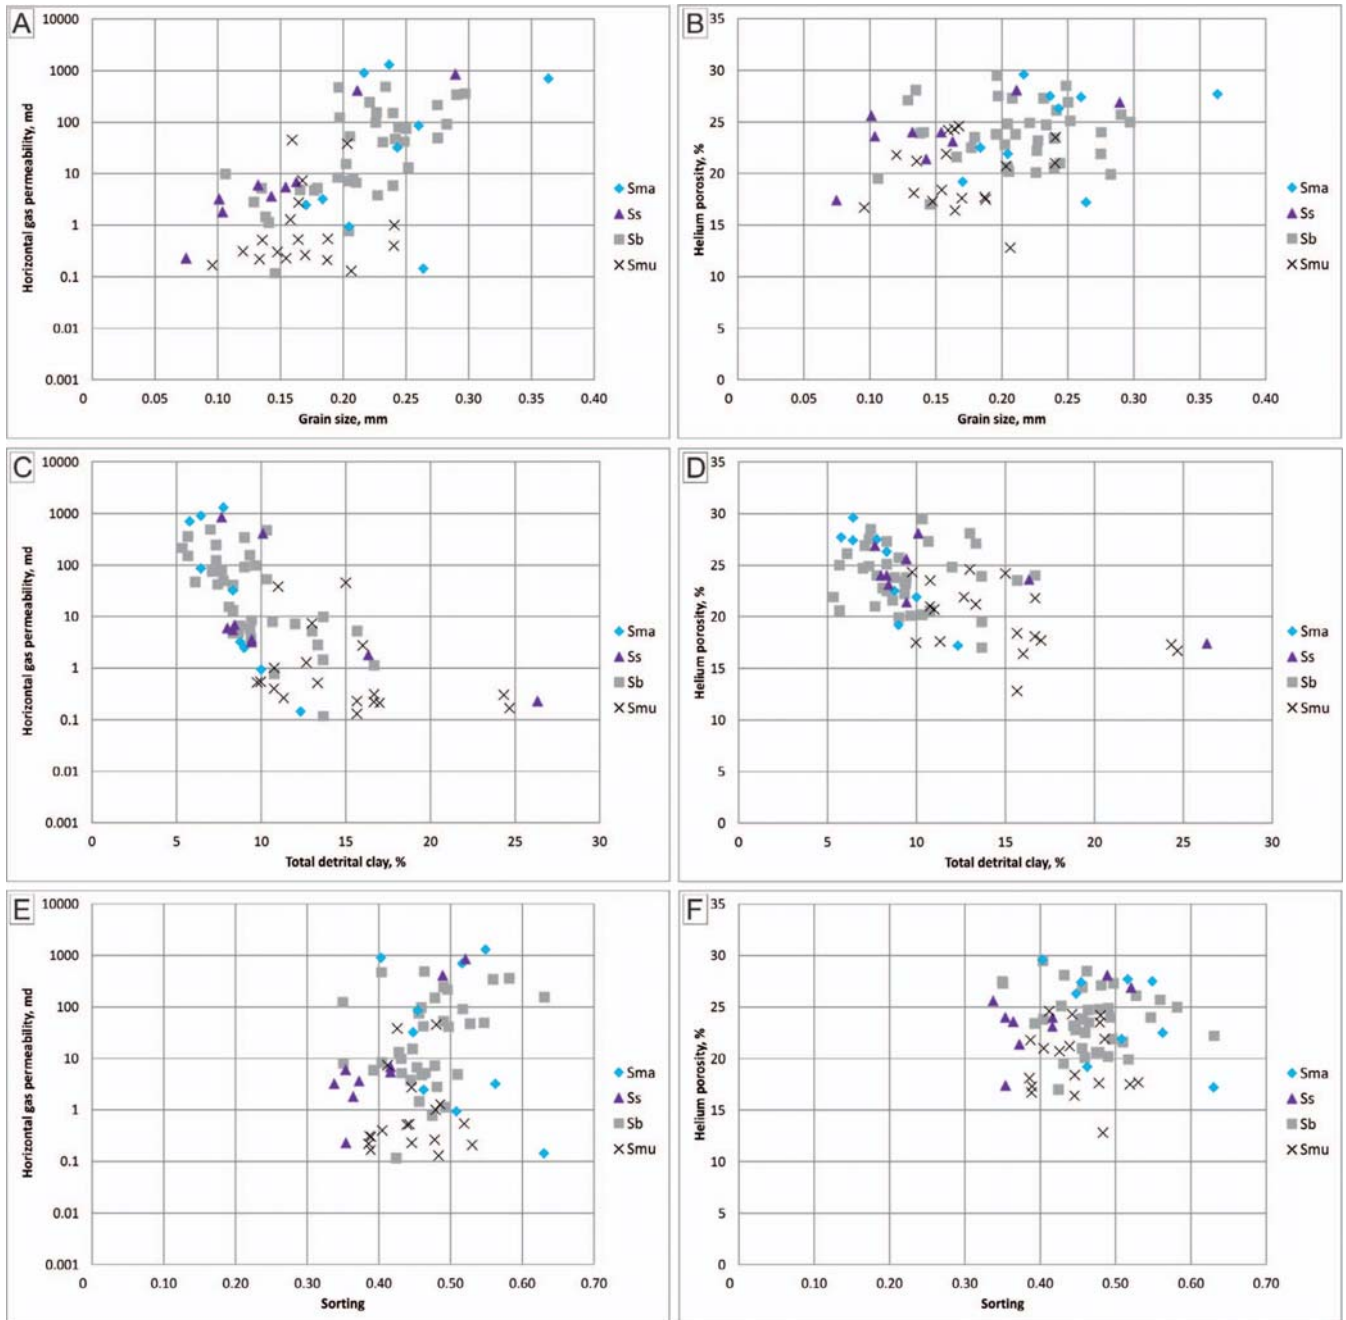 A
Horizontal gas permeability, md
10000
1000
100
10
1
0.1
0.01
0.001
0 0.05 0.10 0.15 0.20 0.25 0.30 0.35 0.40
Grain size, mm
Sma
Ss
Sb
Smu
B
Helium porosity, %
35
30
25
20
15
10
5
0
0 0.05 0.10 0.15 0.20 0.25 0.30 0.35 0.40
Grain size, mm
Sma
Ss
Sb
Smu
C
Horizontal gas permeability, md
10000
1000
100
10
1
0.1
0.01
0.001
0 5 10 15 20 25 30
Total detrital clay, %
Sma
Ss
Sb
Smu
D
Helium porosity, %
35
30
25
20
15
10
5
0
0 5 10 15 20 25 30
Total detrital clay, %
Sma
Ss
Sb
Smu
E
Horizontal gas permeability, md
10000
1000
100
10
1
0.1
0.01
0.001
0 0.10 0.20 0.30 0.40 0.50 0.60 0.70
Sorting
Sma
Ss
Sb
Smu
F
Helium porosity, %
35
30
25
20
15
10
5
0
0 0.10 0.20 0.30 0.40 0.50 0.60 0.70
Sorting
Sma
Ss
Sb
Smu